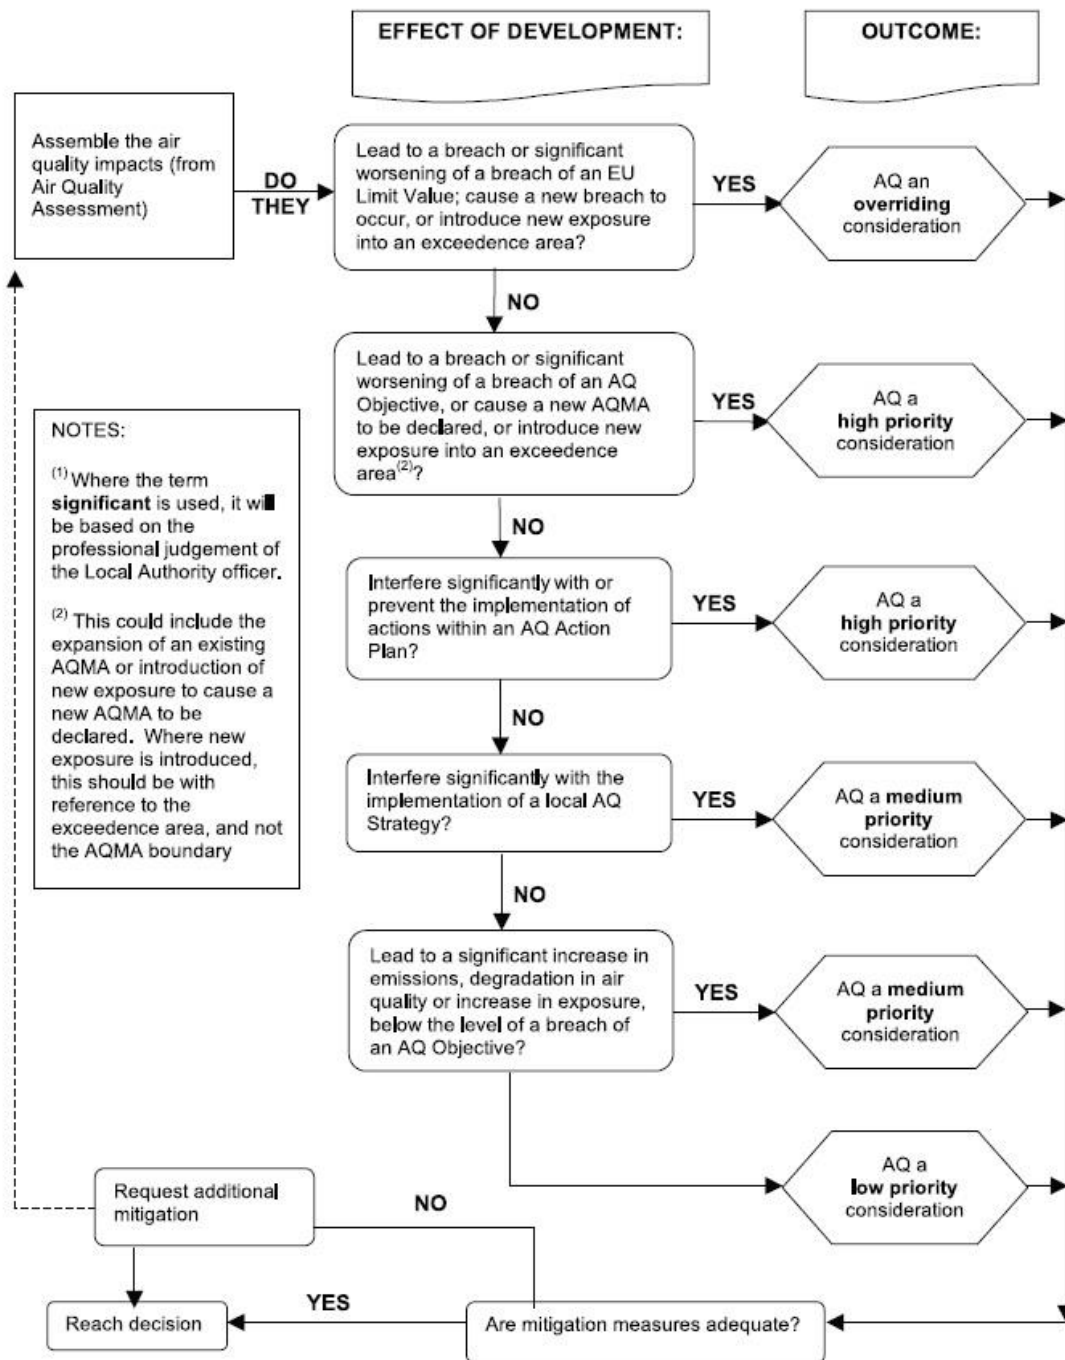 EFFECT OF DEVELOPMENT:
OUTCOME:
Assemble the air
quality impacts (from
Air Quality
Assessment)
DO
THEY
Lead to a breach or significant
worsening of a breach of an EU
Limit Value; cause a new breach to
occur, or introduce new exposure
into an exceedence area?
YES
AQ an
overriding
consideration
NO
Lead to a breach or significant
worsening of a breach of an AQ
Objective, or cause a new AQMA
to be declared, or introduce new
exposure into an exceedence
area(2)?
YES
AQ a
high priority
consideration
NOTES:
(1) Where the term
significant is used, it will
be based on the
professional judgement of
the Local Authority officer.
(2) This could include the
expansion of an existing
AQMA or introduction of
new exposure to cause a
new AQMA to be
declared. Where new
exposure is introduced,
this should be with
reference to the
exceedence area, and not
the AQMA boundary
NO
Interfere significantly with or
prevent the implementation of
actions within an AQ Action
Plan?
YES
AQ a
high priority
consideration
NO
Interfere significantly with the
implementation of a local AQ
Strategy?
YES
AQ a medium
priority
consideration
NO
Lead to a significant increase in
emissions, degradation in air
quality or increase in exposure,
below the level of a breach of
an AQ Objective?
YES
AQ a medium
priority
consideration
AQ a
low priority
consideration
Request additional
mitigation
NO
Reach decision
YES
Are mitigation measures adequate?